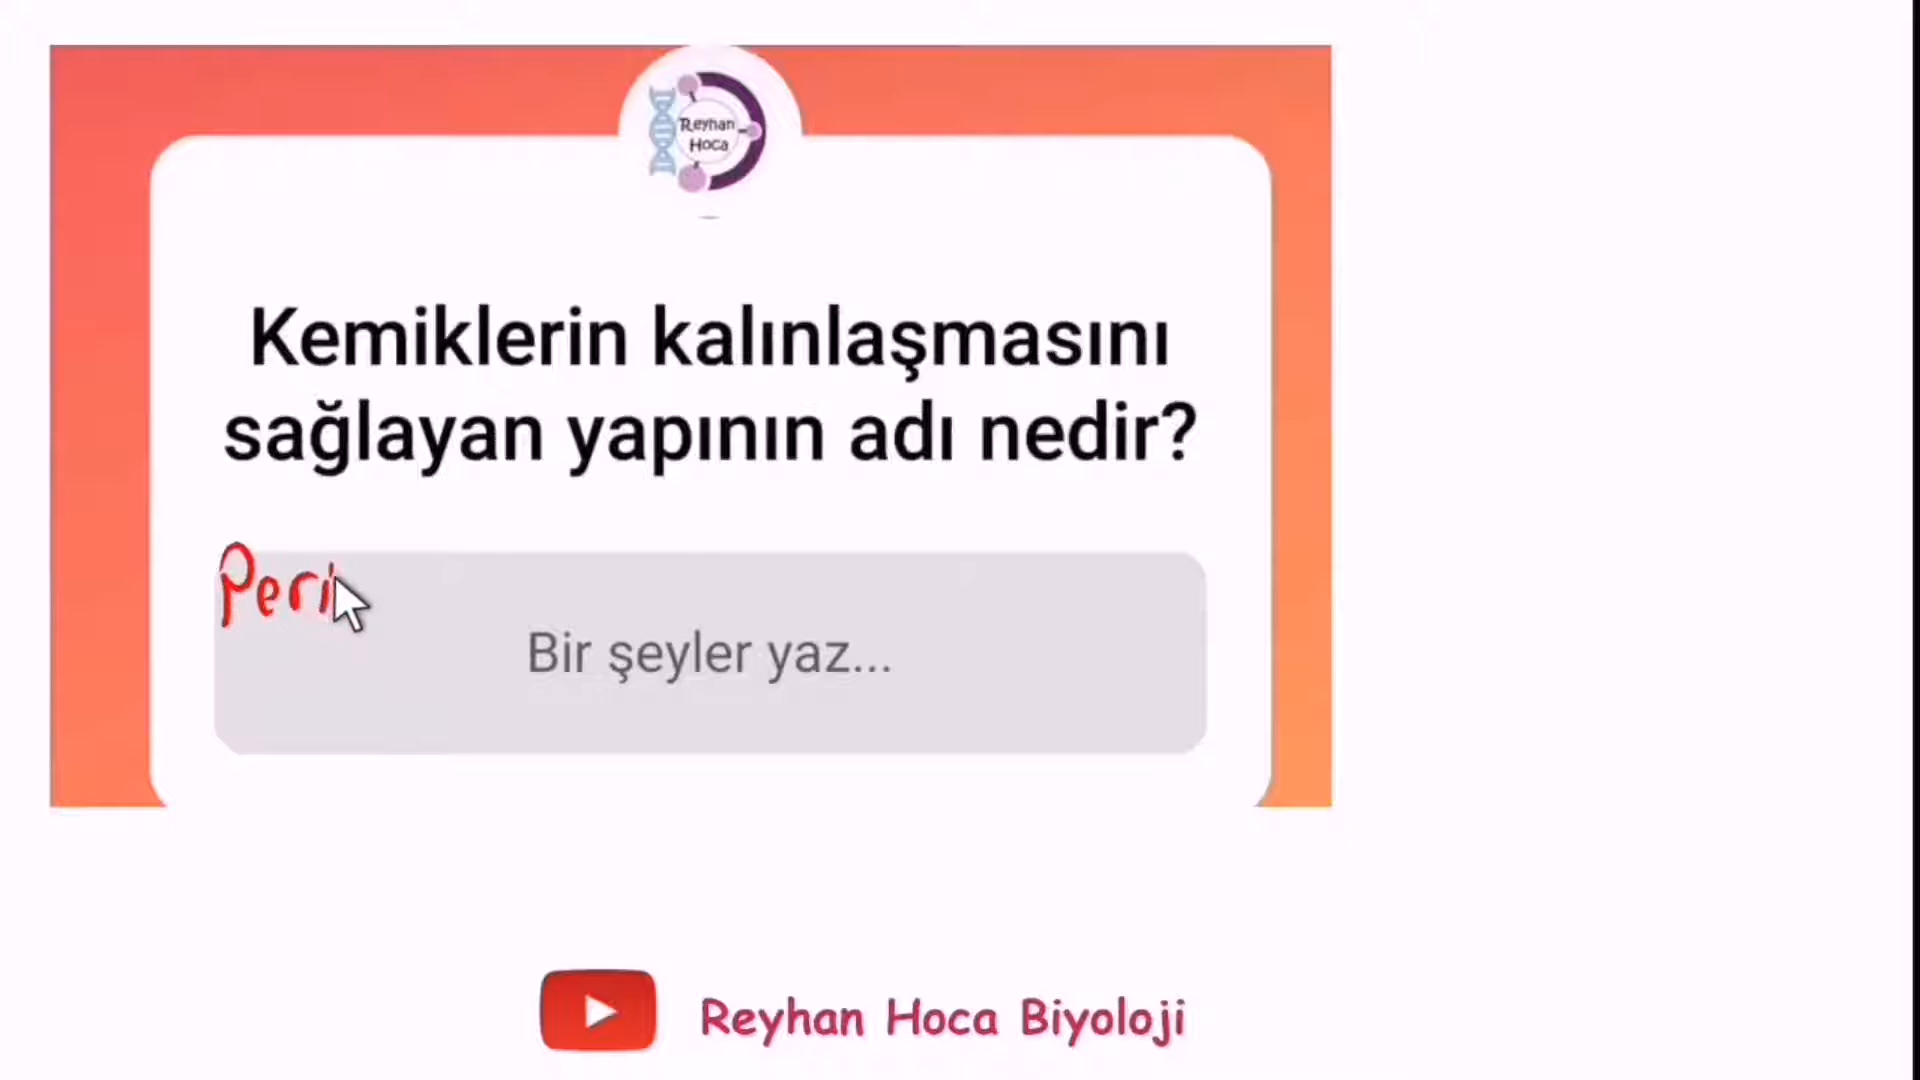 Reyhan
Hoca
Kemiklerin kalınlaşmasını
sağlayan yapının adı nedir?
Peri
Bir şeyler yaz...
Reyhan Hoca Biyoloji